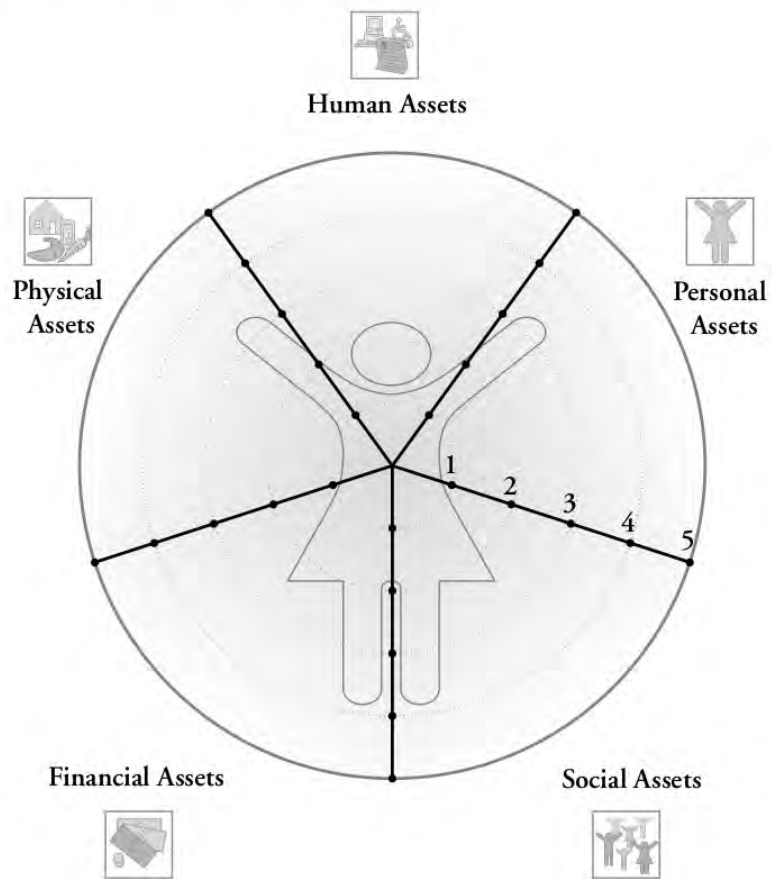 Human Assets
Physical
Assets
Personal
Assets
1
2
3
4
5
Financial Assets
Social Assets